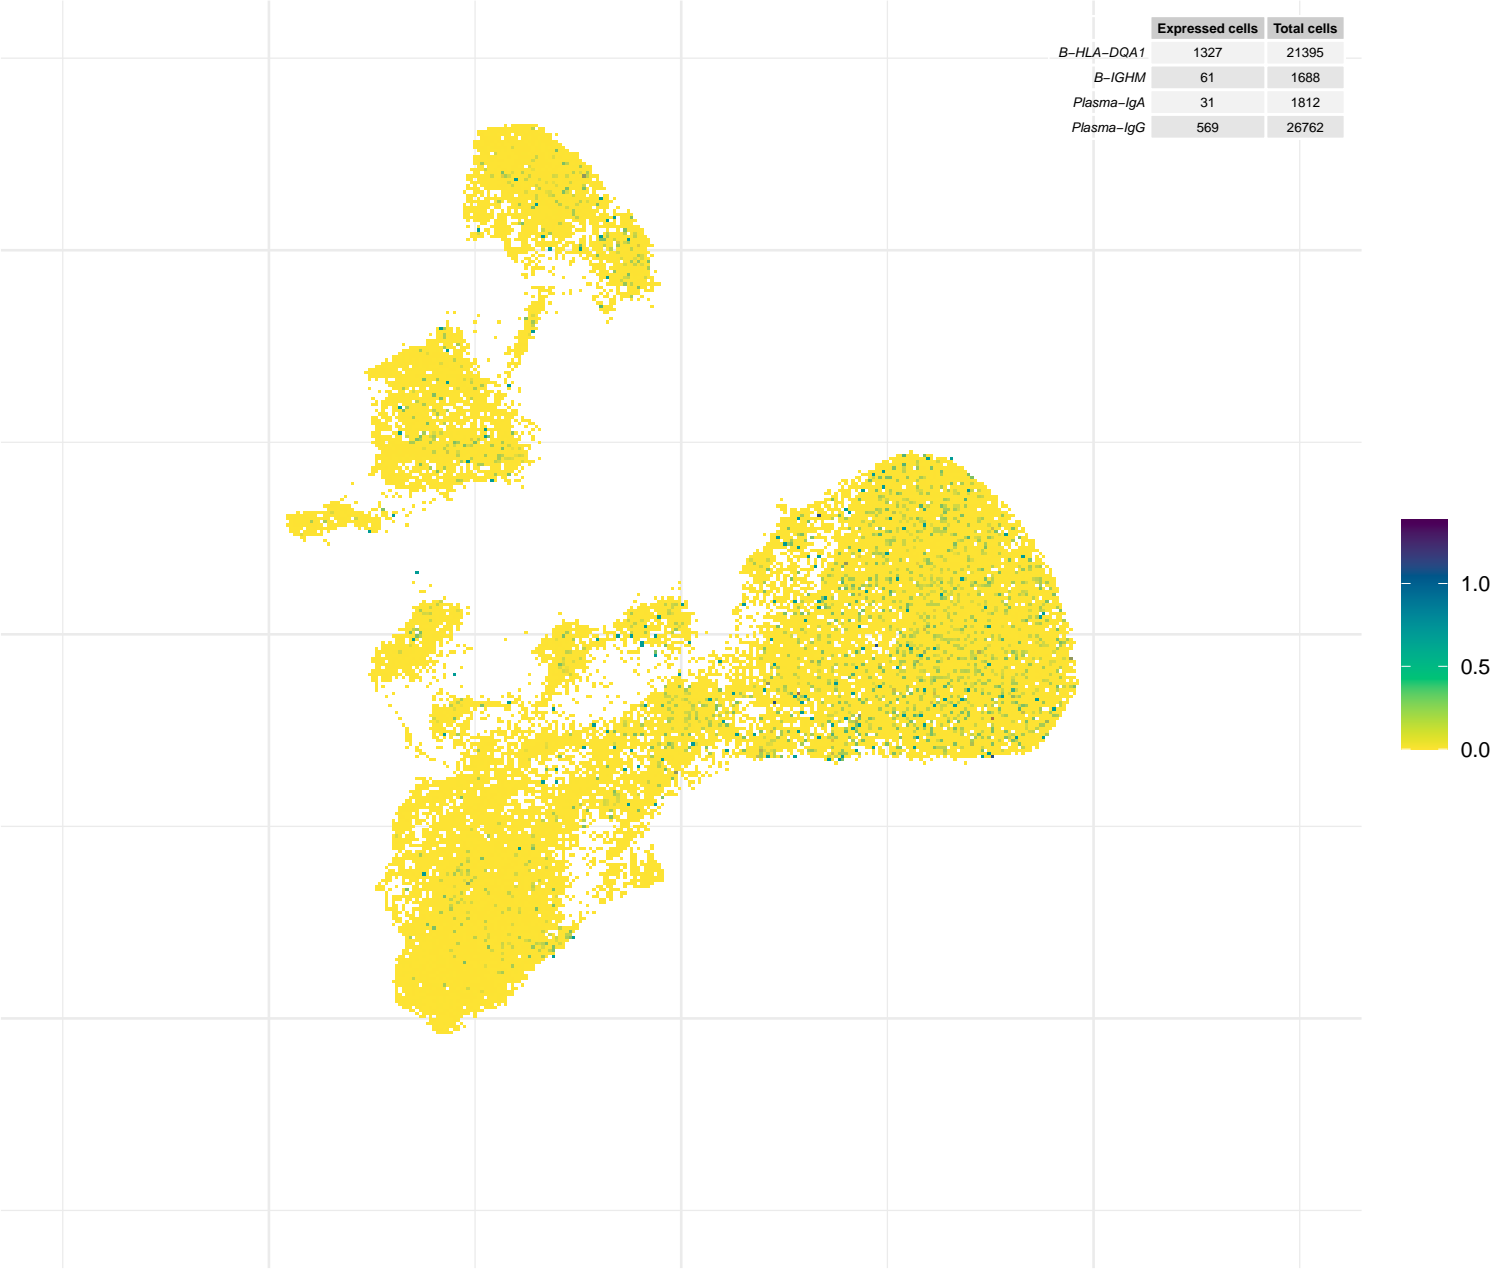 Expressed cells Total cells
B−HLA−DQA1 1327 21395
B−IGHM 61 1688
Plasma−IgA 31 1812
Plasma−IgG 569 26762
1.0
0.5
0.0